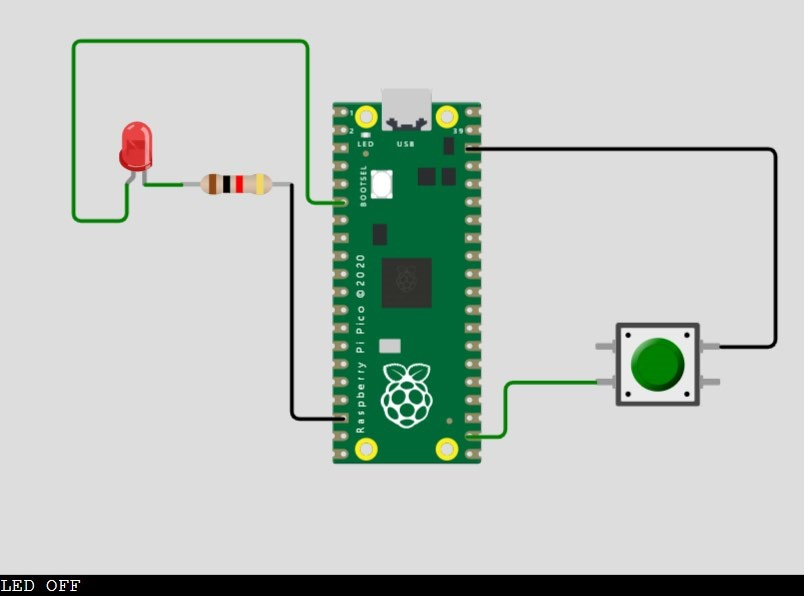 1
2
39
LED
USB
BOOTSEL
Raspberry Pi Pico ©2020
LED OFF